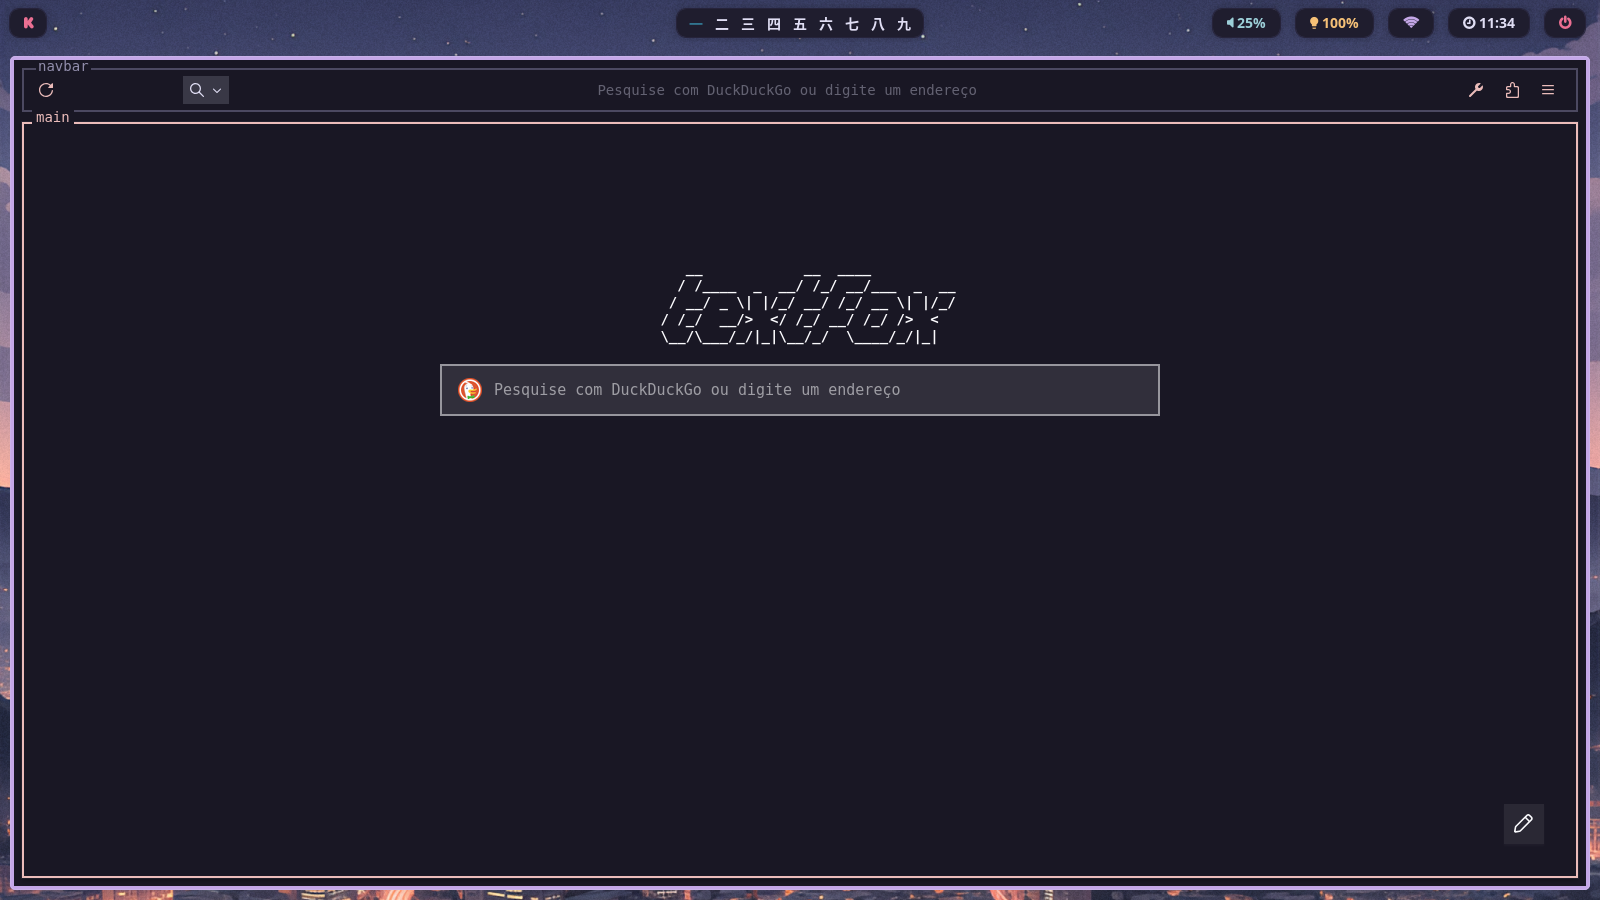 K
一 二 三 四 五 六 七 八 九
25%
100%
11:34
navbar
Pesquise com DuckDuckGo ou digite um endereço
main
textfox
Pesquise com DuckDuckGo ou digite um endereço